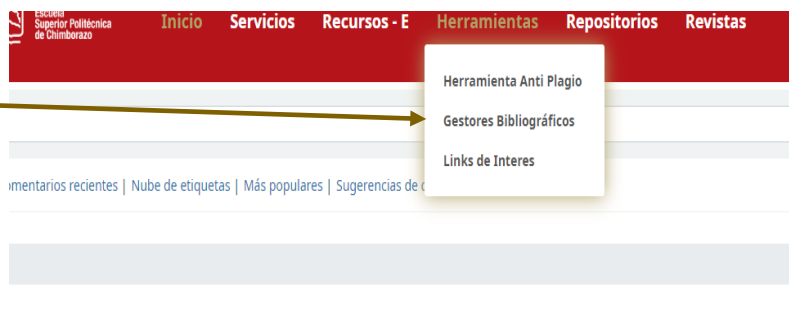 Escuela
Superior Politécnica
de Chimborazo
Inicio Servicios Recursos - E Herramientas Repositorios Revistas
Herramienta Anti Plagio
Gestores Bibliográficos
Links de Interes
recientes | Nube de etiquetas | Más populares | Sugerencias de